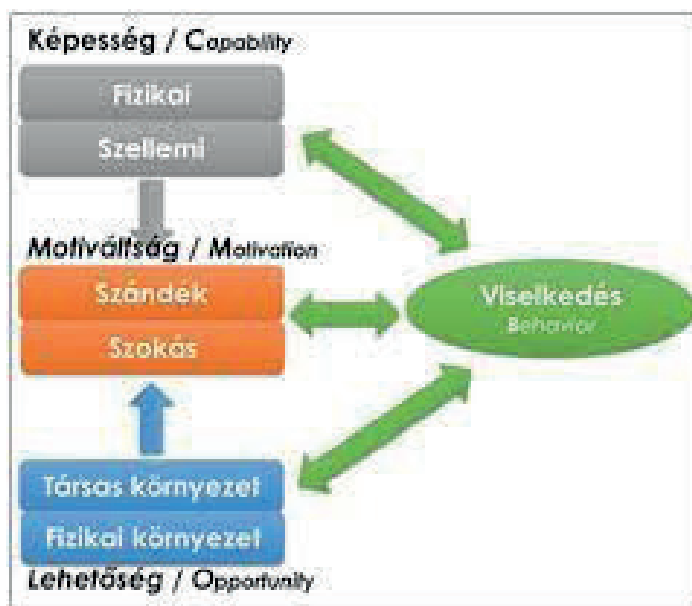 Képesség / Capability
Fizikai
Szellemi
Motiváltság / Motivation
Szándék
Szokás
Viselkedés
Behavior
Társas környezet
Fizikai környezet
Lehetőség / Opportunity